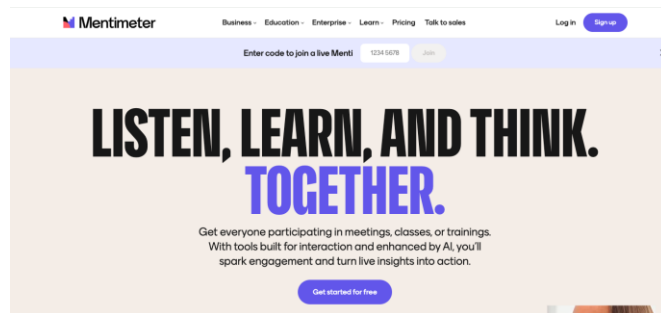 Mentimeter
Business Education Enterprise Learn Pricing Talk to sales Log in Sign up
Enter code to join a live Menti 1234 5678 Join
LISTEN, LEARN, AND THINK.
TOGETHER.
Get everyone participating in meetings, classes, or trainings.
With tools built for interaction and enhanced by AI, you'll
spark engagement and turn live insights into action.
Get started for free